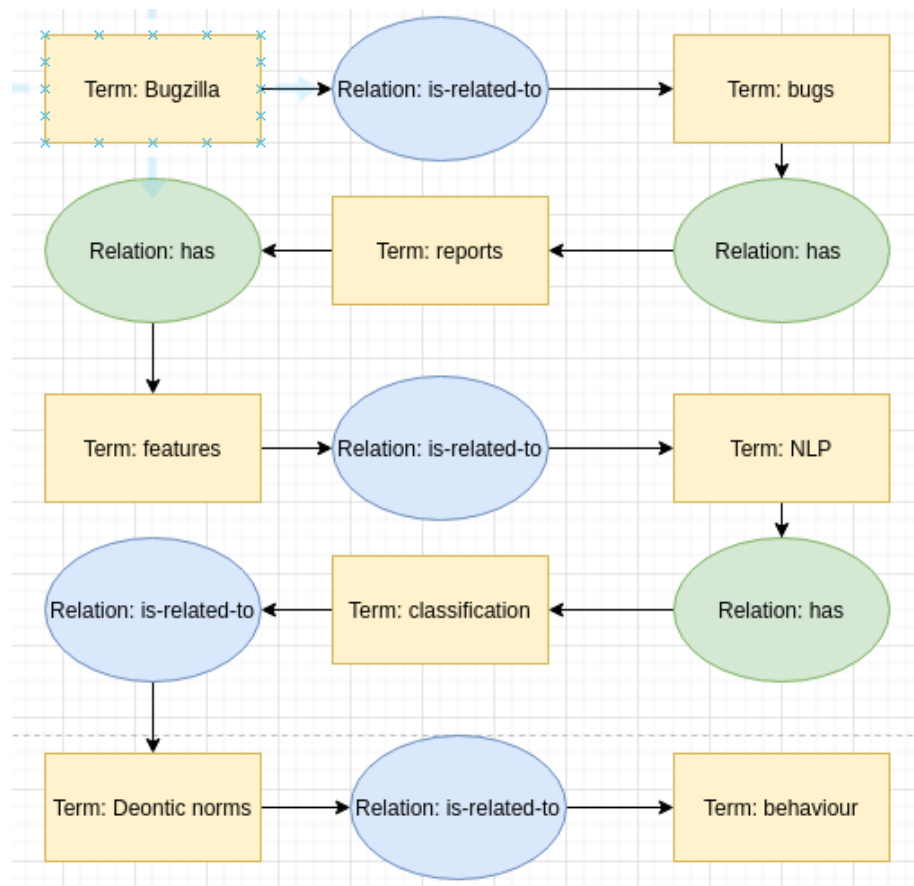 Term: Bugzilla
Relation: is-related-to
Term: bugs
Relation: has
Term: reports
Relation: has
Term: features
Relation: is-related-to
Term: NLP
Relation: is-related-to
Term: classification
Relation: has
Term: Deontic norms
Relation: is-related-to
Term: behaviour